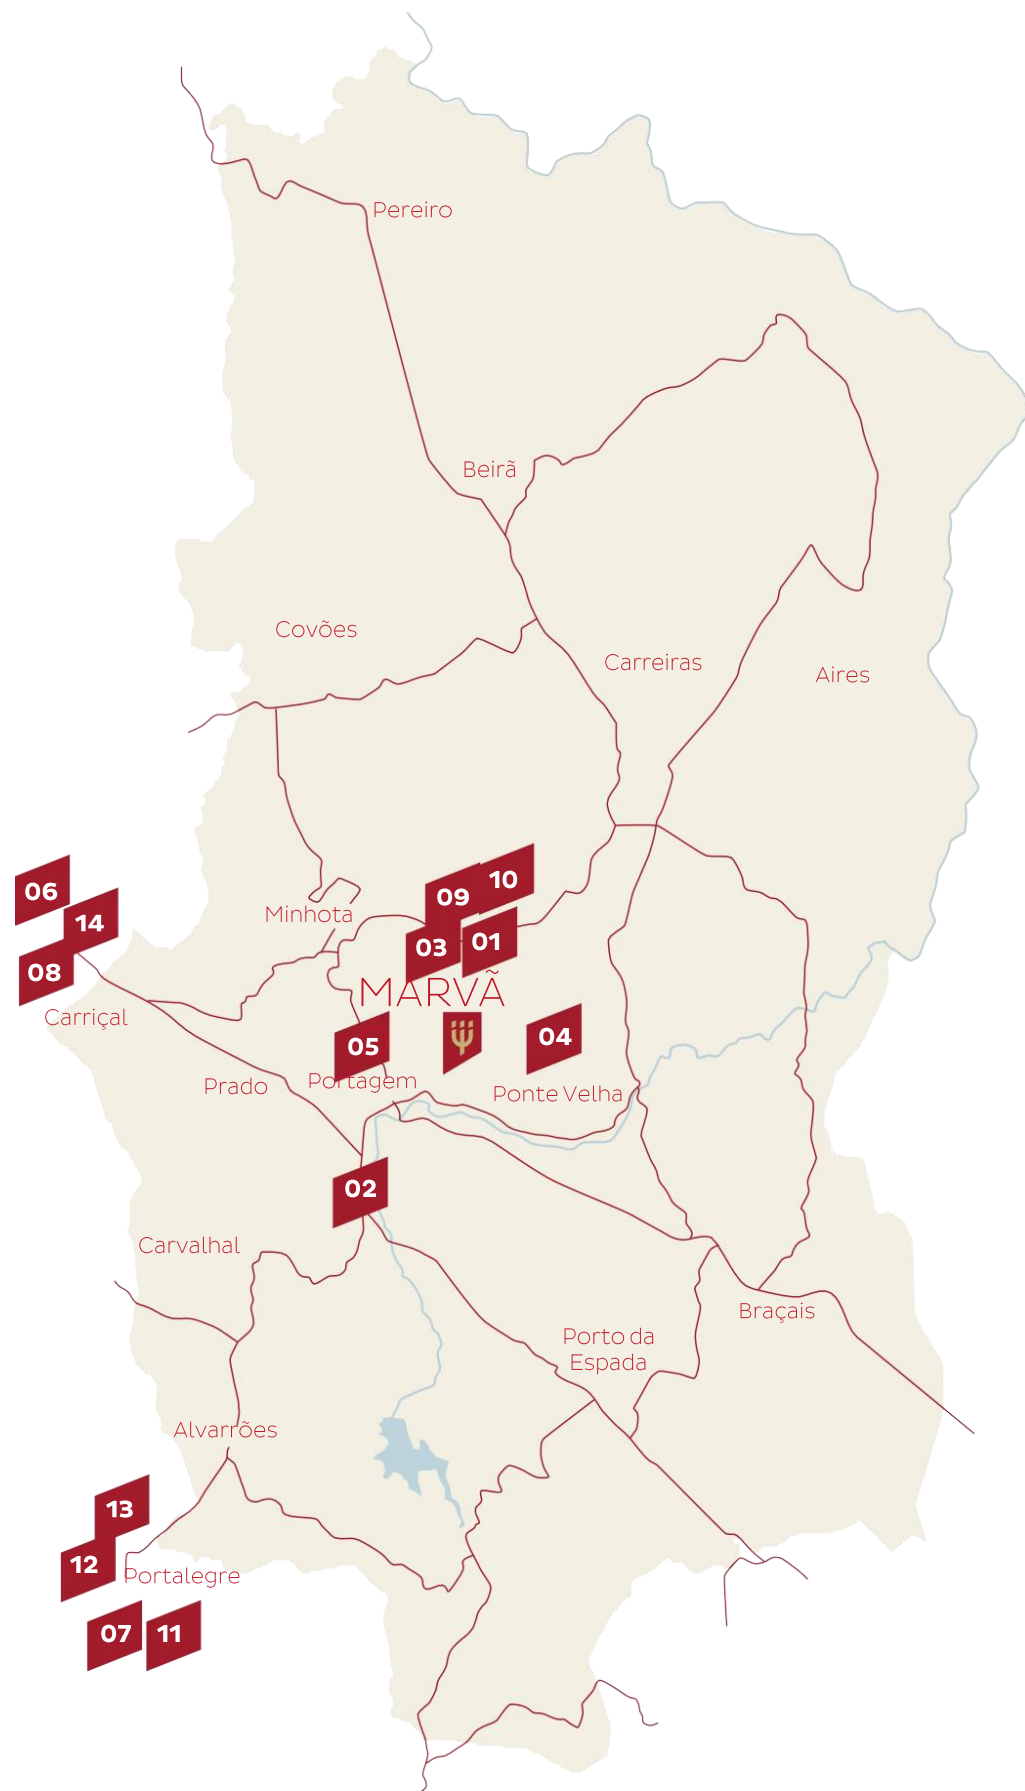 Pereiro
Beirã
Covões
Carreiras
Aires
06
10
09
14
Minhota
03
01
08
MARVÃ
Carriçal
05
04
Prado
Portagem
Ponte Velha
02
Carvalhal
Braçais
Porto da
Espada
Alvarrões
13
12
Portalegre
07
11